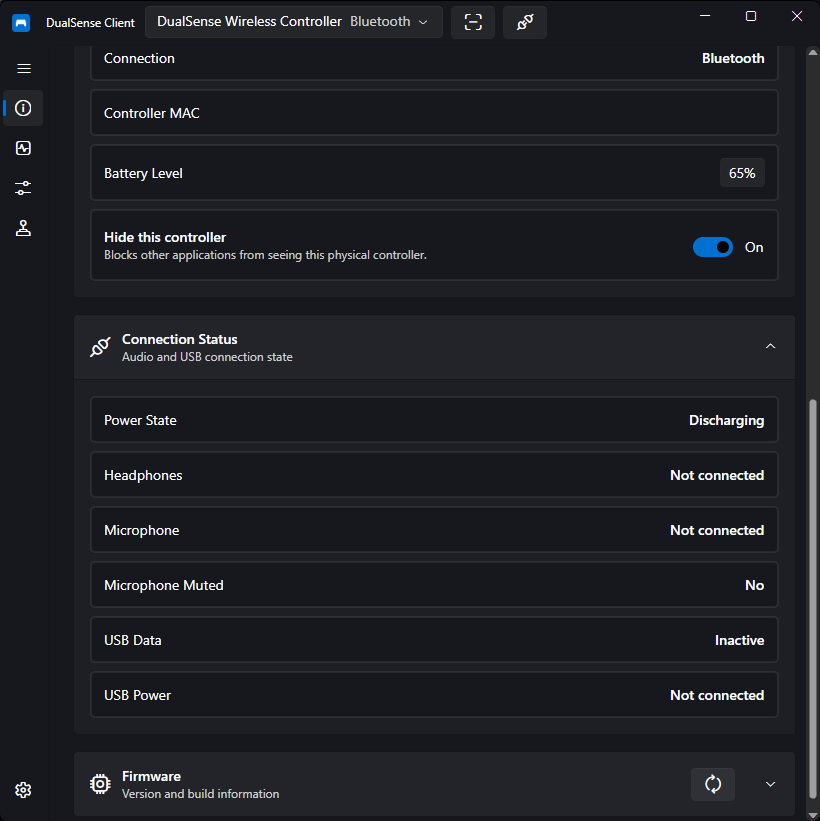 DualSense Client
DualSense Wireless Controller Bluetooth
Connection
Bluetooth
Controller MAC
Battery Level
65%
Hide this controller
Blocks other applications from seeing this physical controller.
On
Connection Status
Audio and USB connection state
Power State
Discharging
Headphones
Not connected
Microphone
Not connected
Microphone Muted
No
USB Data
Inactive
USB Power
Not connected
Firmware
Version and build information